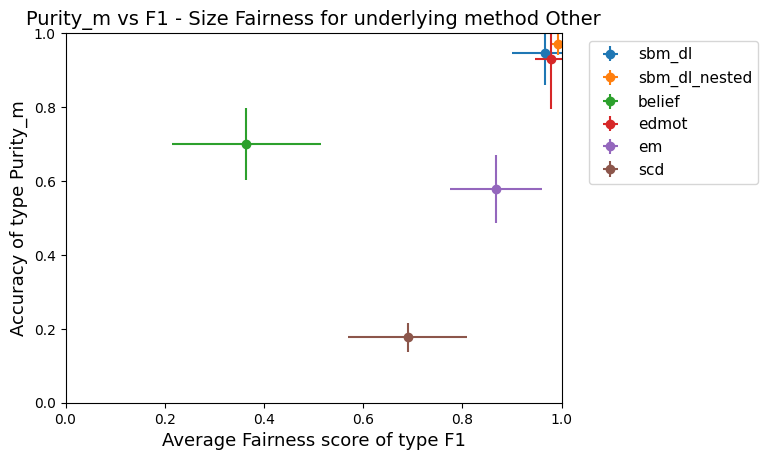 Purity_m vs F1 - Size Fairness for underlying method Other
Accuracy of type Purity_m
1.0
0.8
0.6
0.4
0.2
0.0
0.0 0.2 0.4 0.6 0.8 1.0
Average Fairness score of type F1
sbm_dl
sbm_dl_nested
belief
edmot
em
scd